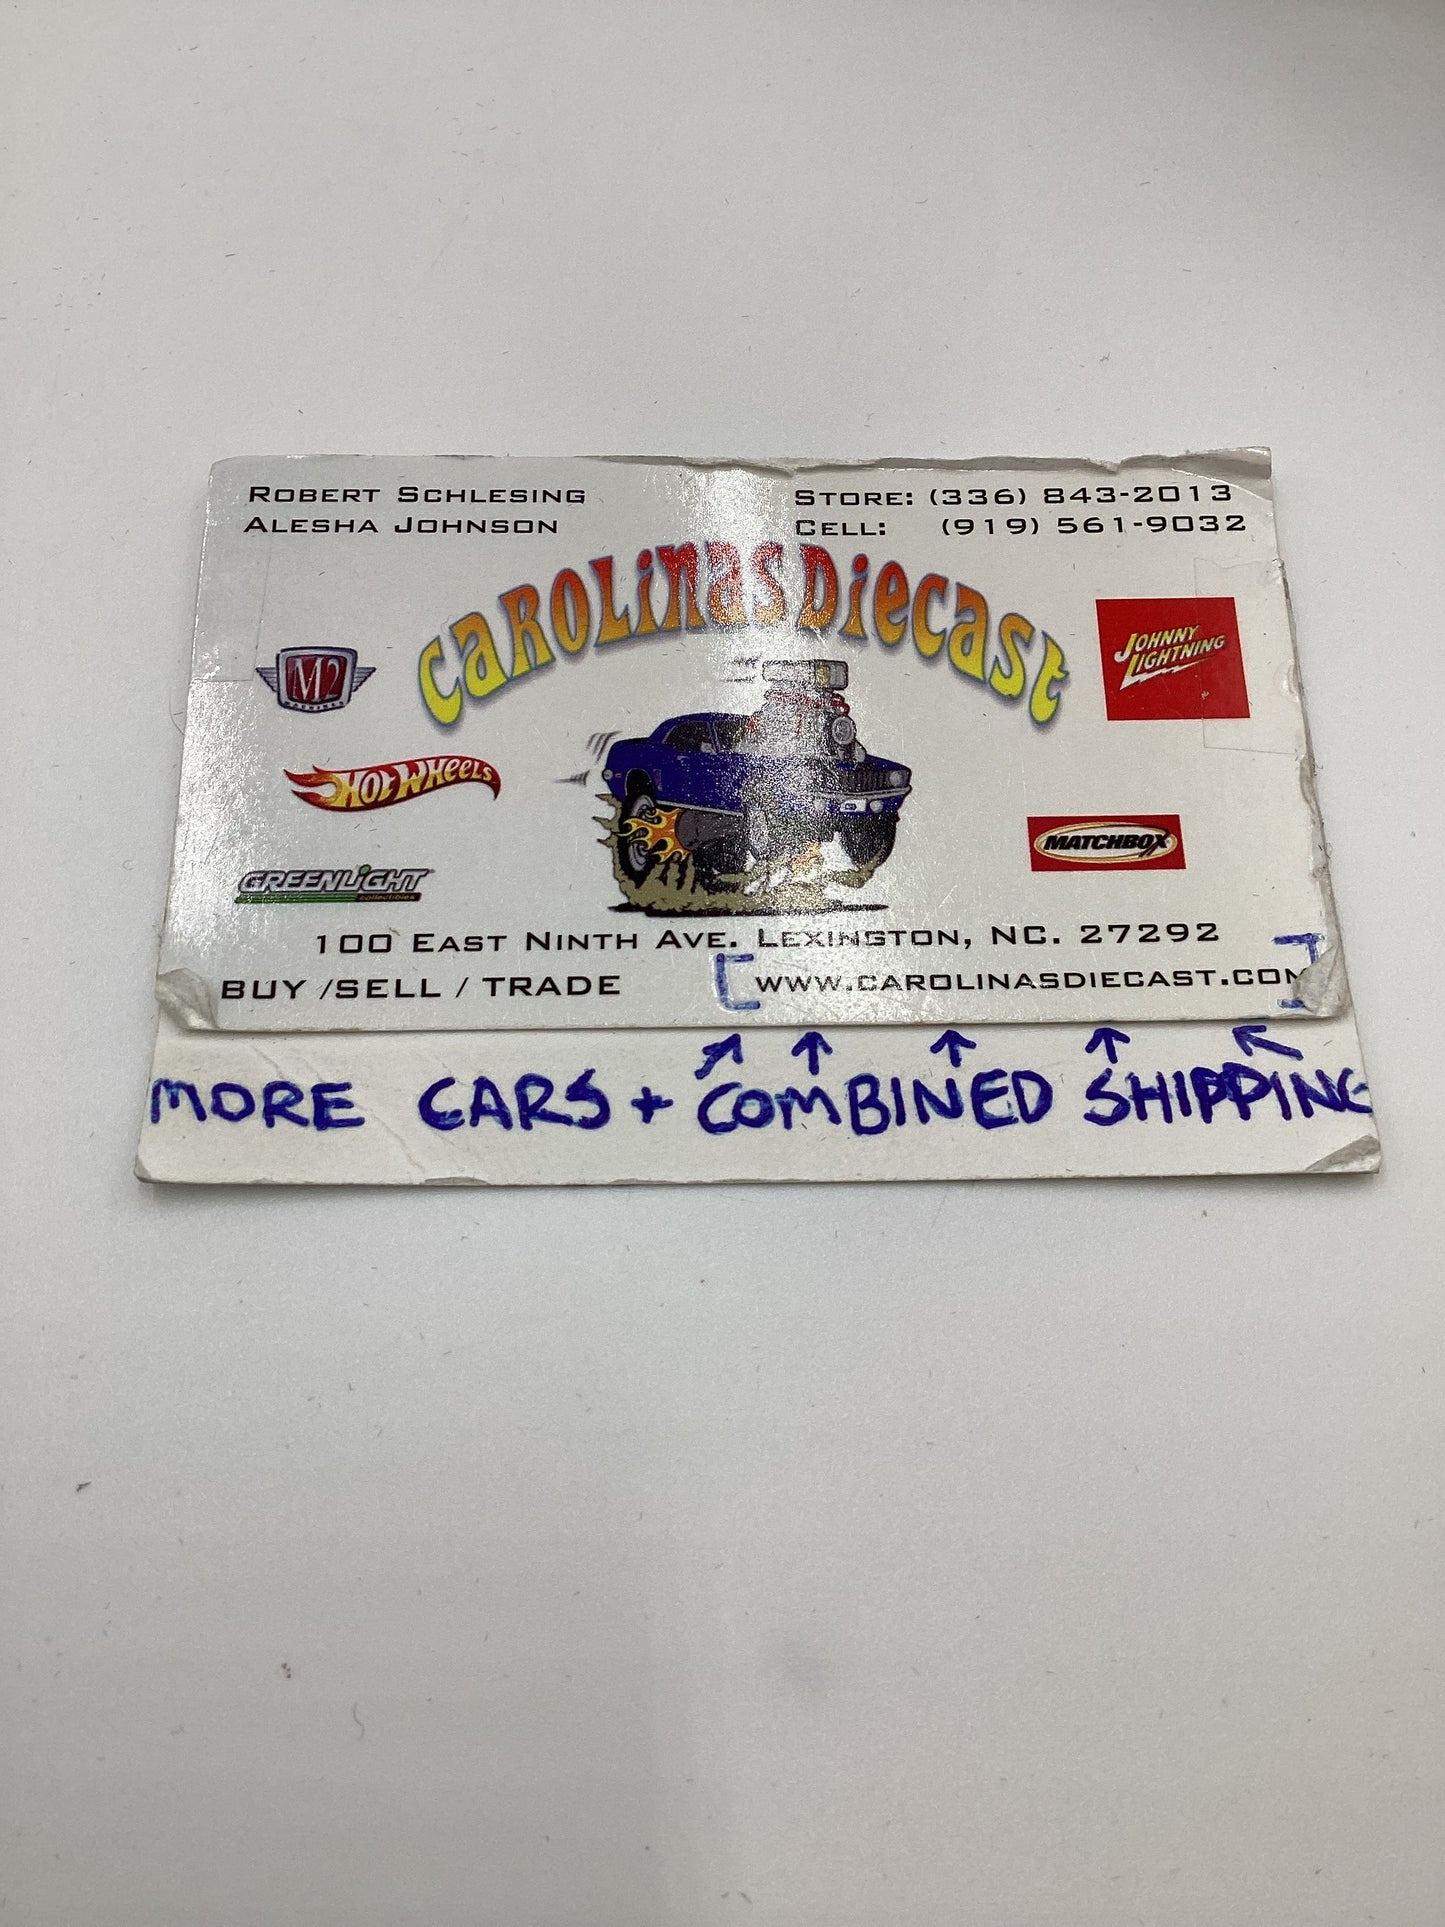 ROBERT SCHLESING
ALESHA JOHNSON
STORE: (336) 843-2013
CELL: (919) 561-9032
CAROLINAS DIECAST
M2
MACHINES
JOHNNY
LIGHTNING
HOT WHEELS
MATCHBOX
GREENLIGHT
collectibles
100 EAST NINTH AVE. LEXINGTON, NC. 27292
BUY /SELL / TRADE
WWW.CAROLINASDIECAST.COM
MORE CARS + COMBINED SHIPPING